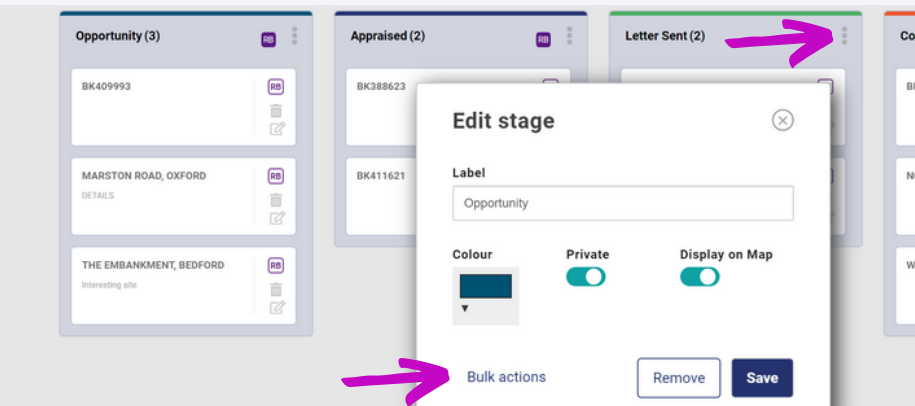 Opportunity (3) RB
Appraised (2) RB
Letter Sent (2)
Co
BK409993 RB
BK388623
MARSTON ROAD, OXFORD RB
DETAILS
BK411621
THE EMBANKMENT, BEDFORD RB
Interesting site
Edit stage
Label
Opportunity
Colour Private Display on Map
Bulk actions Remove Save